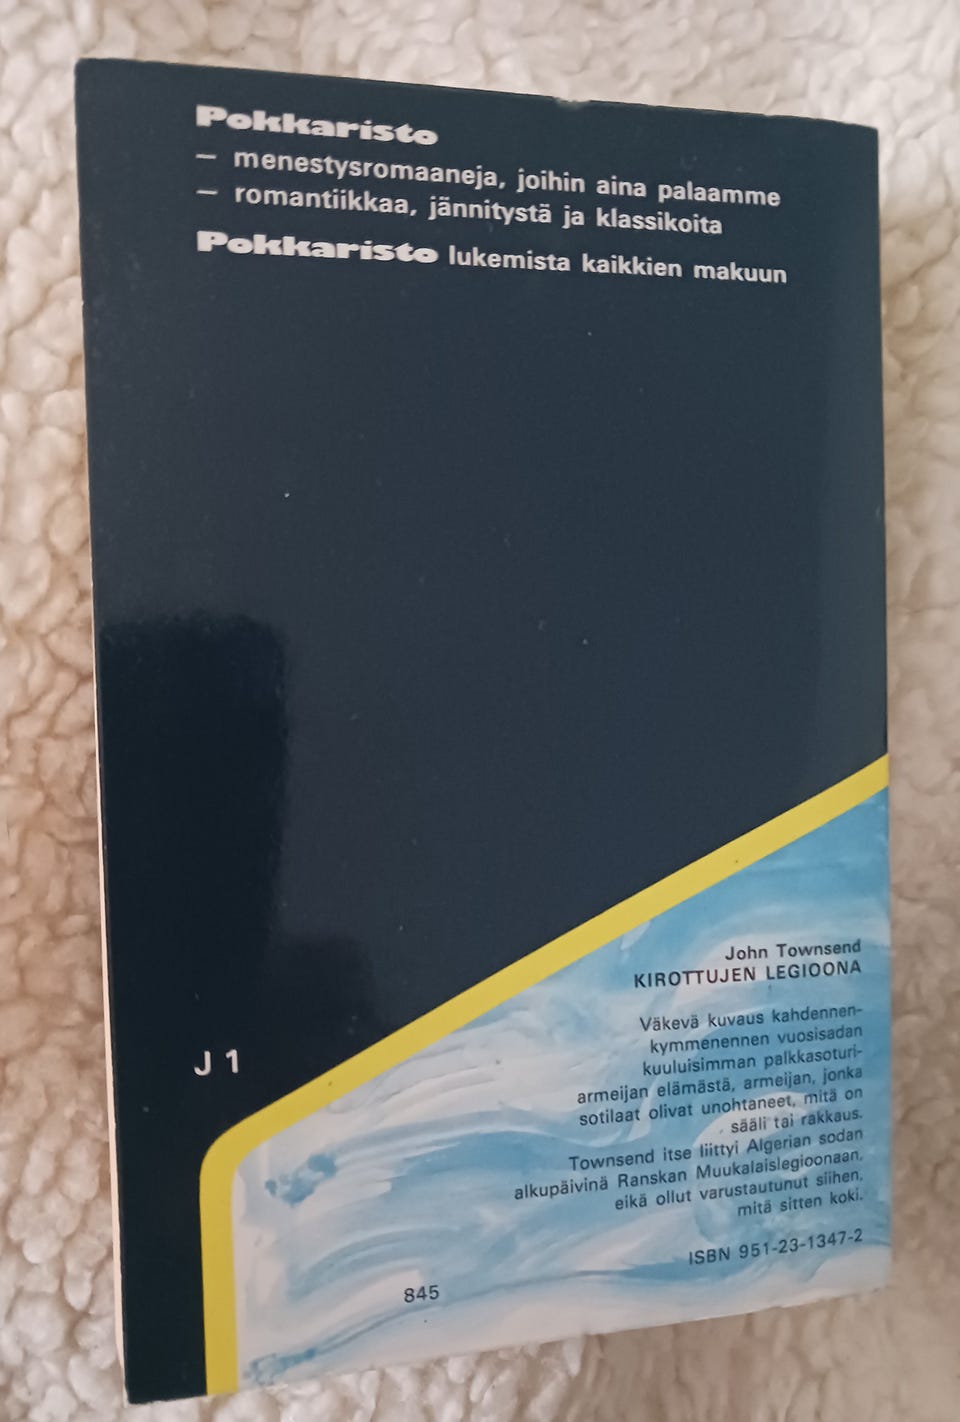 Pokkaristo
– menestysromaaneja, joihin aina palaamme
– romantiikkaa, jännitystä ja klassikoita
Pokkaristo lukemista kaikkien makuun
J 1
John Townsend
KIROTTUJEN LEGIOONA
Väkevä kuvaus kahdennen-
kymmenennen vuosisadan
kuuluisimman palkkasoturi-
armeijan elämästä, armeijan, jonka
sotilaat olivat unohtaneet, mitä on
sääli tai rakkaus.
Townsend itse liittyi Algerian sodan
alkupäivinä Ranskan Muukalaislegioonaan,
eikä ollut varustautunut siihen,
mitä sitten koki.
ISBN 951-23-1347-2
845